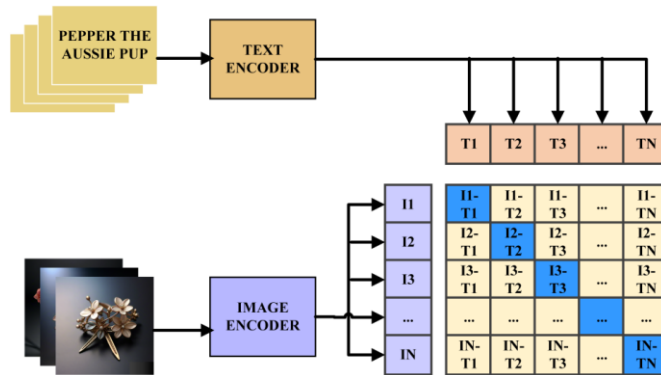 PEPPER THE
AUSSIE PUP
TEXT
ENCODER
T1 T2 T3 ... TN
I1 I1-T1 I1-T2 I1-T3 ... I1-TN
I2 I2-T1 I2-T2 I2-T3 ... I2-TN
I3 I3-T1 I3-T2 I3-T3 ... I3-TN
... ... ... ... ... ...
IN IN-T1 IN-T2 IN-T3 ... IN-TN
IMAGE
ENCODER